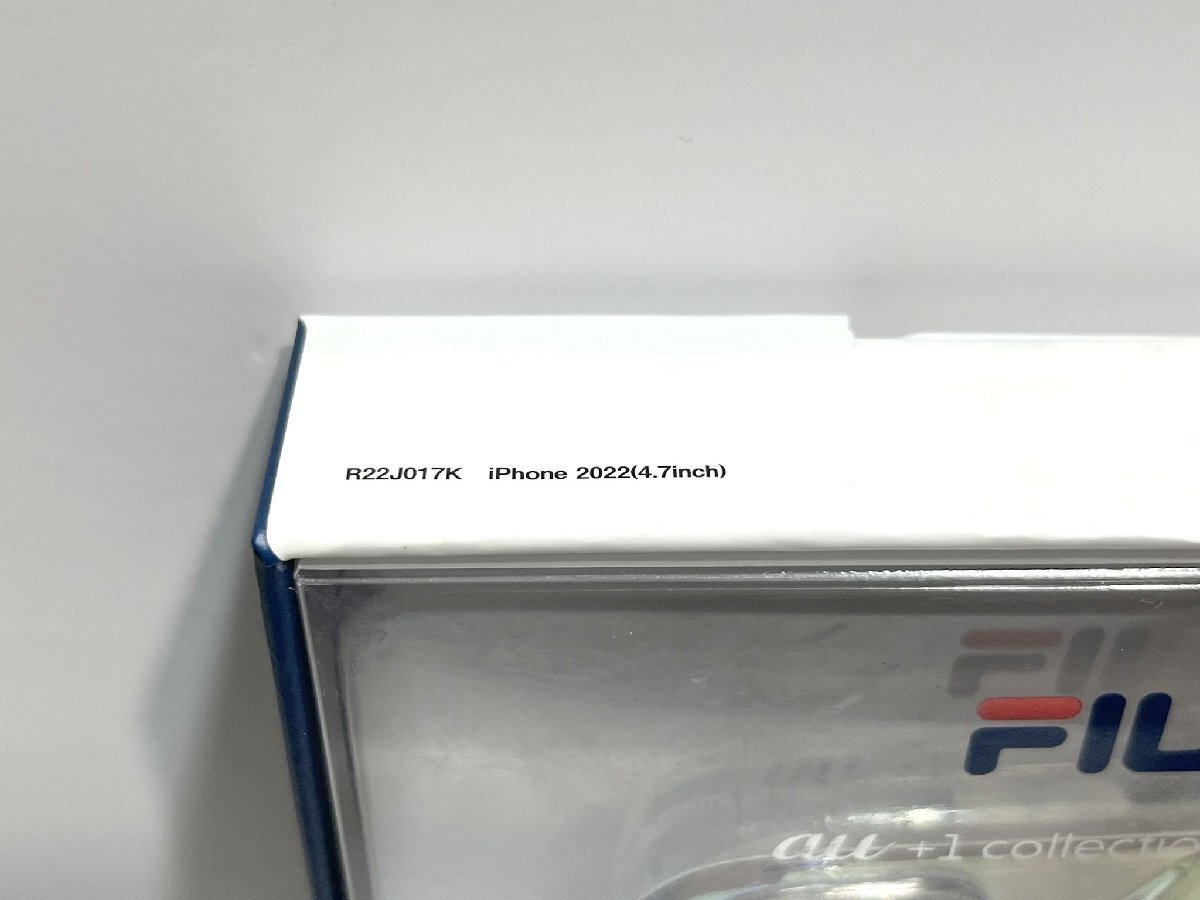 R22J017K iPhone 2022(4.7inch)
FIL
au +1 collectio